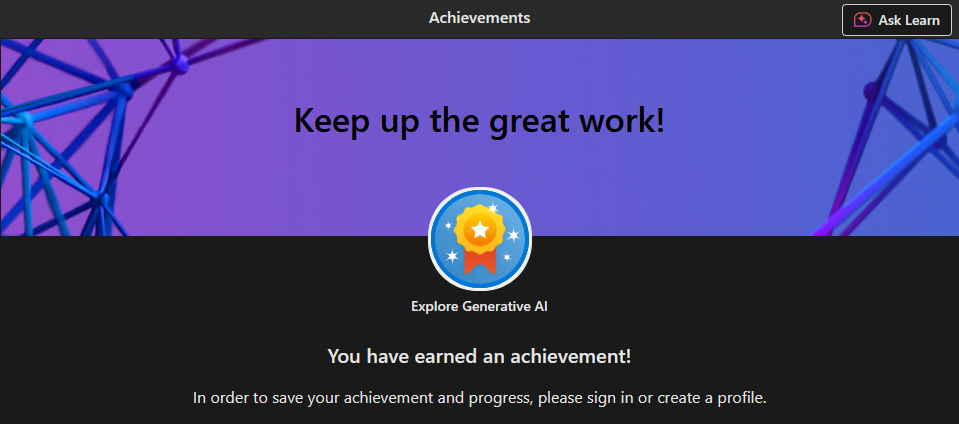 Achievements
Ask Learn
Keep up the great work!
Explore Generative AI
You have earned an achievement!
In order to save your achievement and progress, please sign in or create a profile.